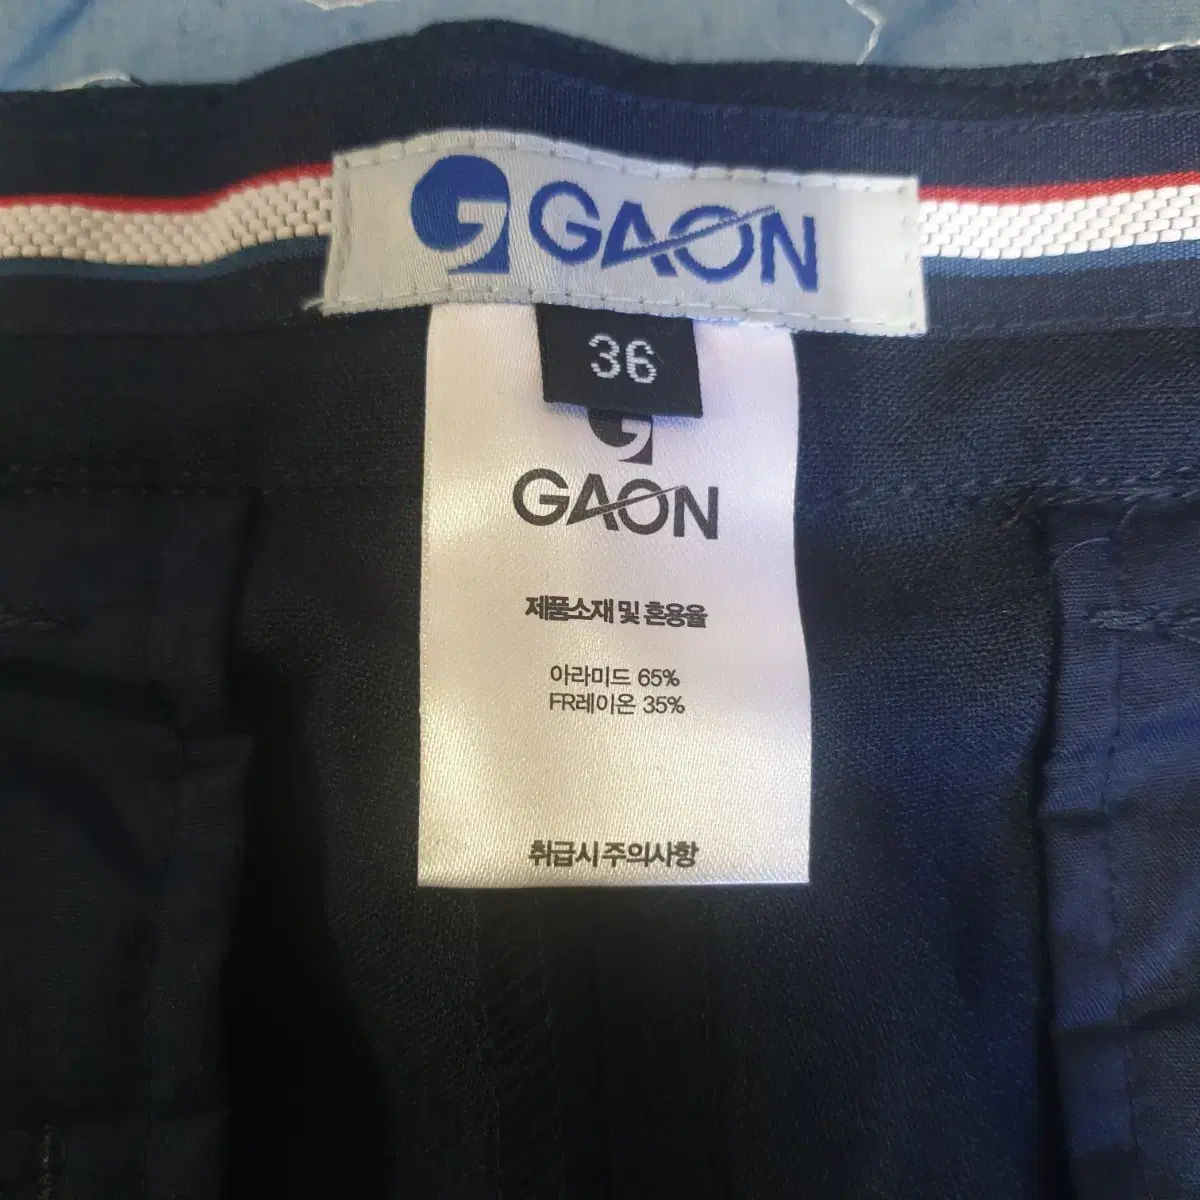 GAON
36
GAON
제품소재 및 혼용율
아라미드 65%
FR레이온 35%
취급시 주의사항